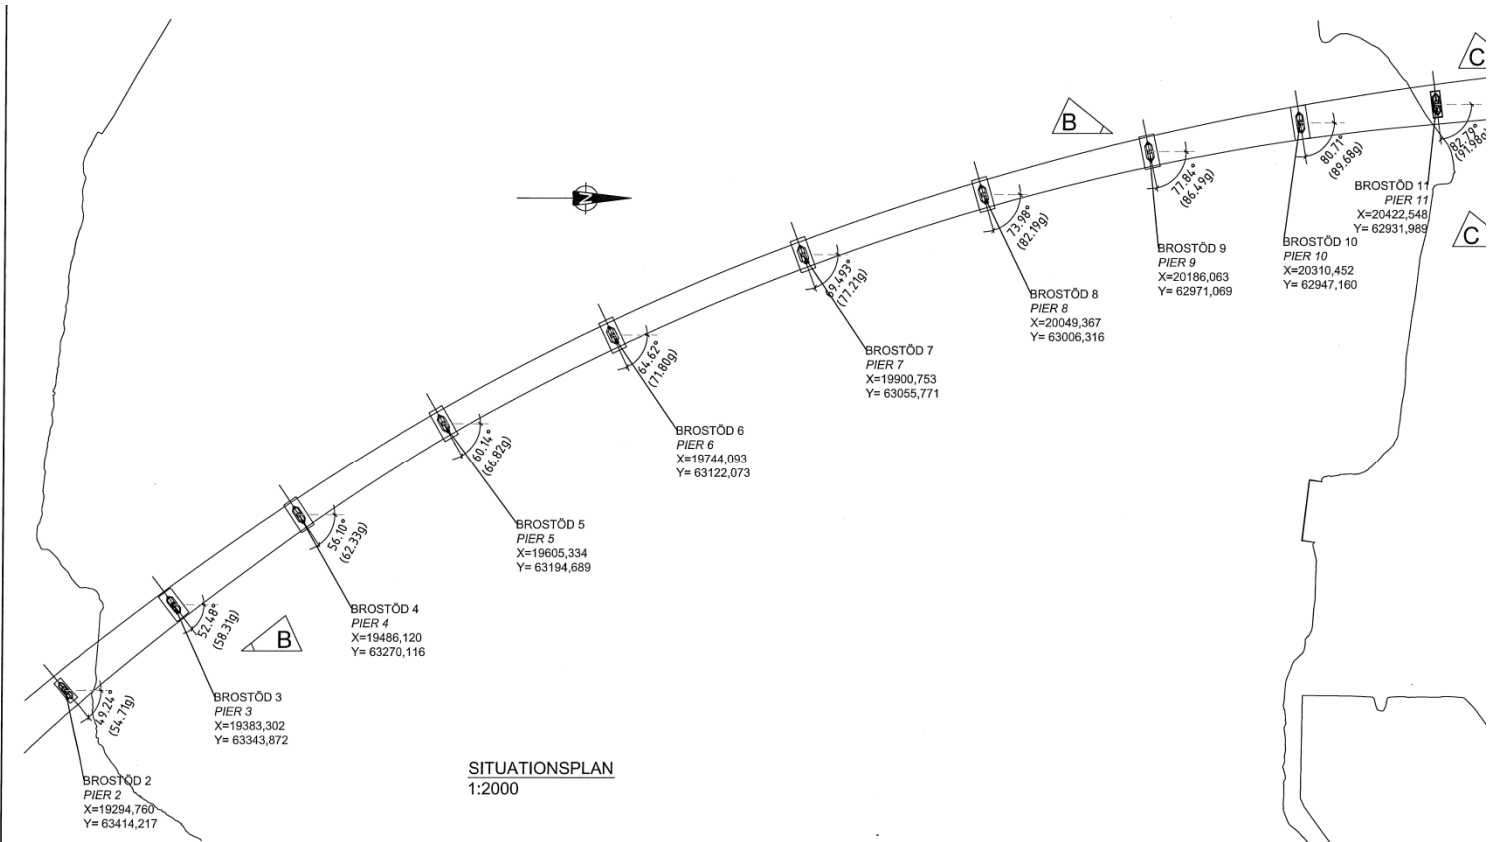 C
B
82.79°
(91.98g)
80.71°
(89.68g)
77.84°
(86.49g)
BROSTÖD 11
PIER 11
X=20422,548
Y= 62931,989
C
N
73.98°
(82.19g)
BROSTÖD 10
PIER 10
X=20310,452
Y= 62947,160
BROSTÖD 9
PIER 9
X=20186,063
Y= 62971,069
69.493°
(77.21g)
BROSTÖD 8
PIER 8
X=20049,367
Y= 63006,316
64.62°
(71.80g)
BROSTÖD 7
PIER 7
X=19900,753
Y= 63055,771
60.14°
(66.82g)
BROSTÖD 6
PIER 6
X=19744,093
Y= 63122,073
56.10°
(62.33g)
BROSTÖD 5
PIER 5
X=19605,334
Y= 63194,689
52.48°
(58.31g)
B
BROSTÖD 4
PIER 4
X=19486,120
Y= 63270,116
49.24°
(54.71g)
BROSTÖD 3
PIER 3
X=19383,302
Y= 63343,872
BROSTÖD 2
PIER 2
X=19294,760
Y= 63414,217
SITUATIONSPLAN
1:2000